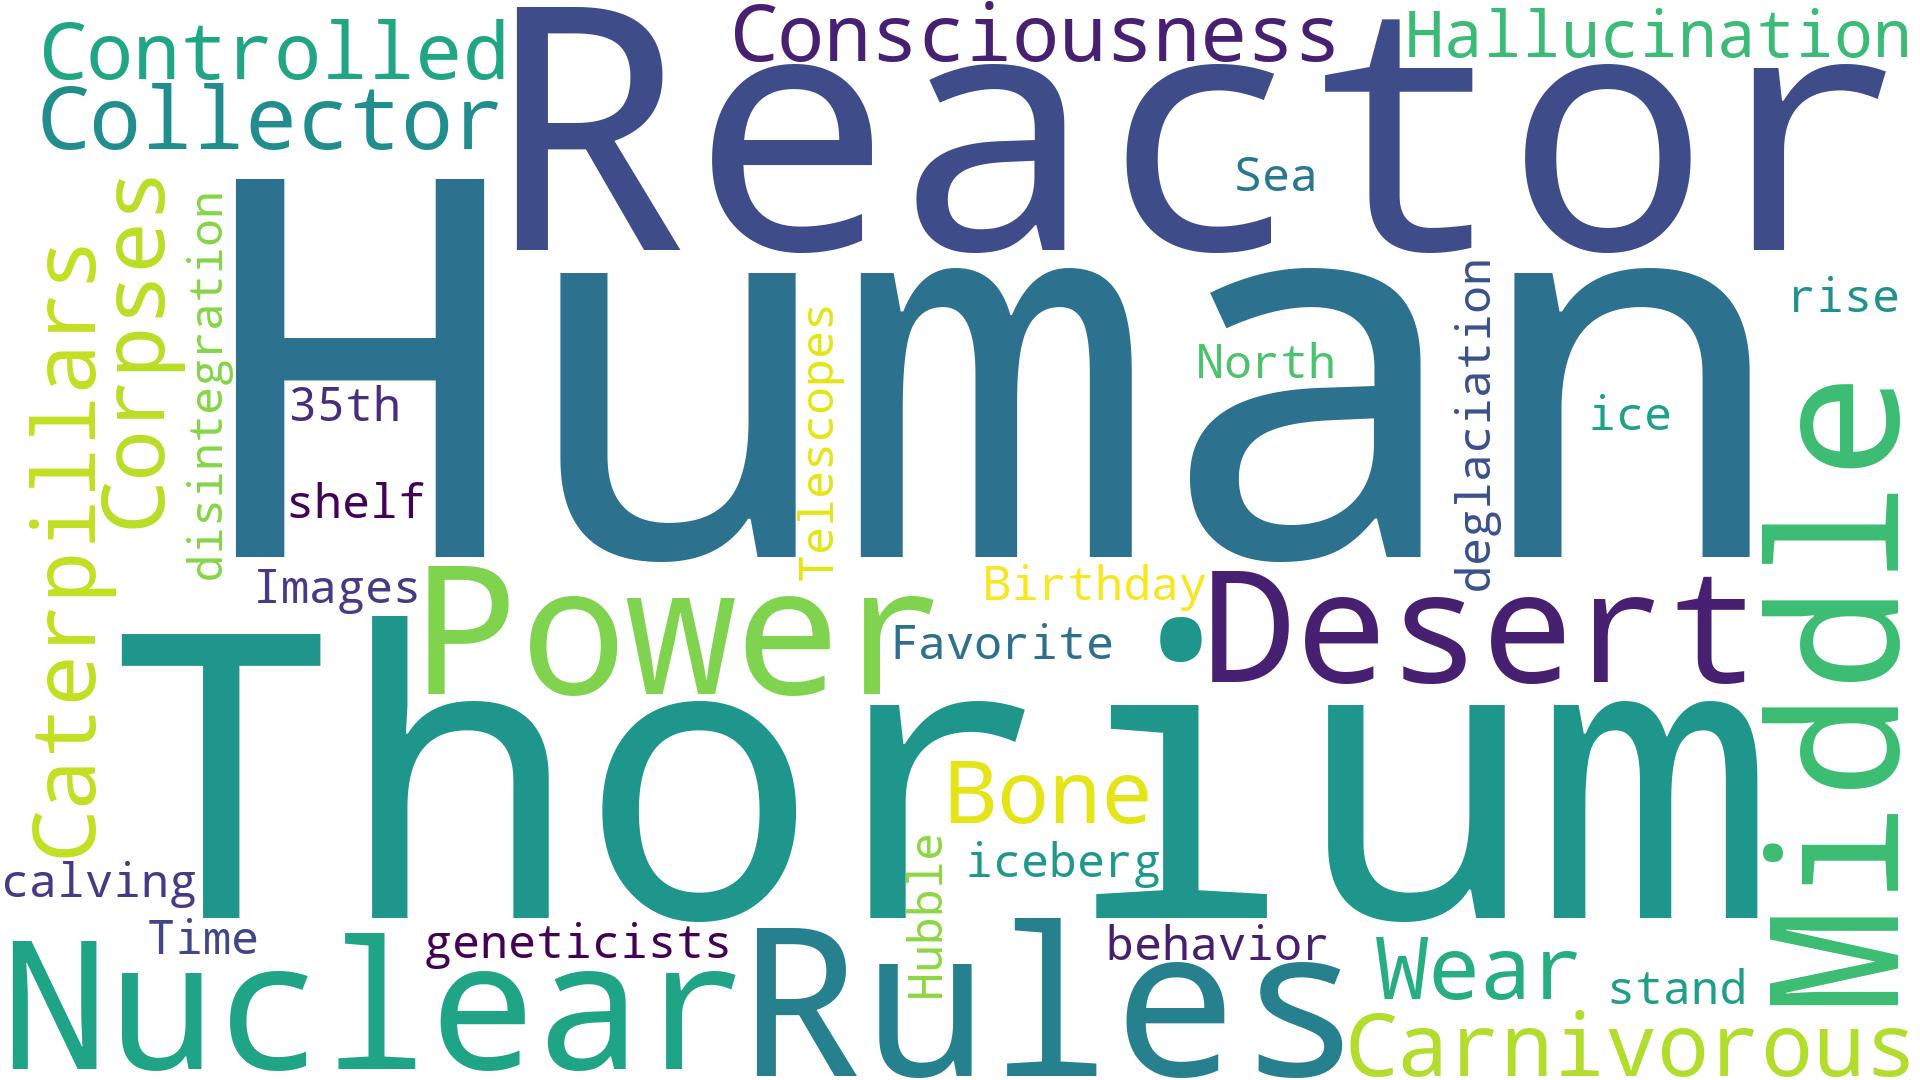 Controlled
Consciousness
Hallucination
Reactor
Collector
Sea
Human
Corpses
Caterpillars
disintegration
Telescopes
deglaciation
rise
North
35th
ice
shelf
Middle
Images
Power
Birthday
Desert
Favorite
Thorium
Bone
Hubble
iceberg
calving
Time
geneticists
behavior
Nuclear
Rules
Wear
stand
Carnivorous